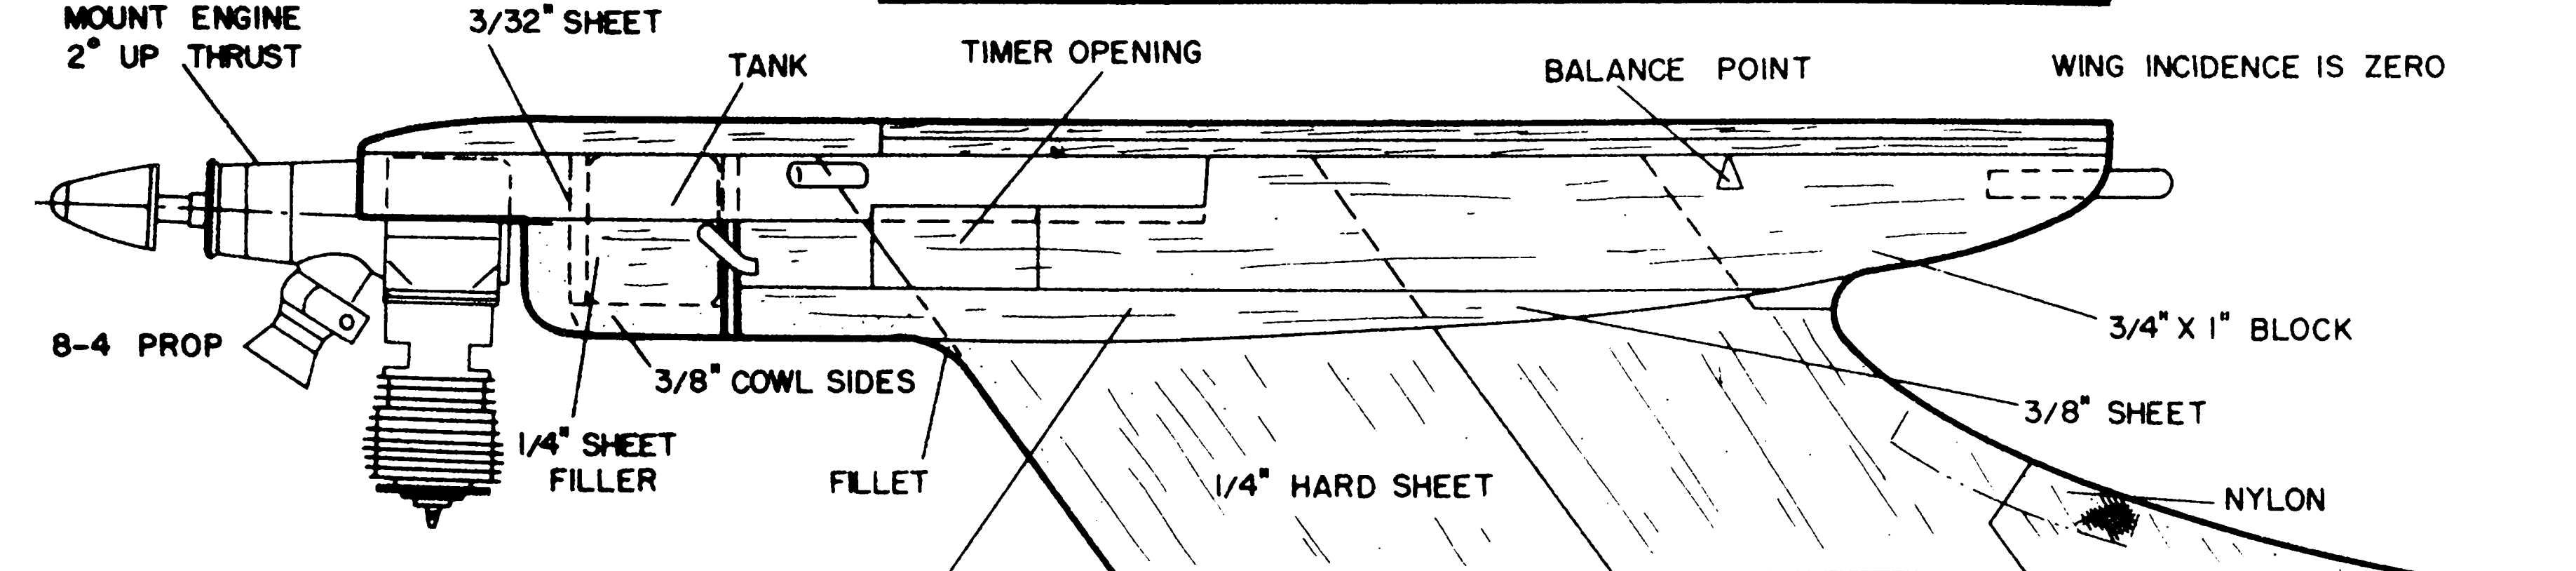 MOUNT ENGINE
2° UP THRUST
3/32" SHEET
TANK
TIMER OPENING
BALANCE POINT
WING INCIDENCE IS ZERO
8-4 PROP
3/8" COWL SIDES
1/4" SHEET
FILLER
FILLET
1/4" HARD SHEET
3/4" X 1" BLOCK
3/8" SHEET
NYLON